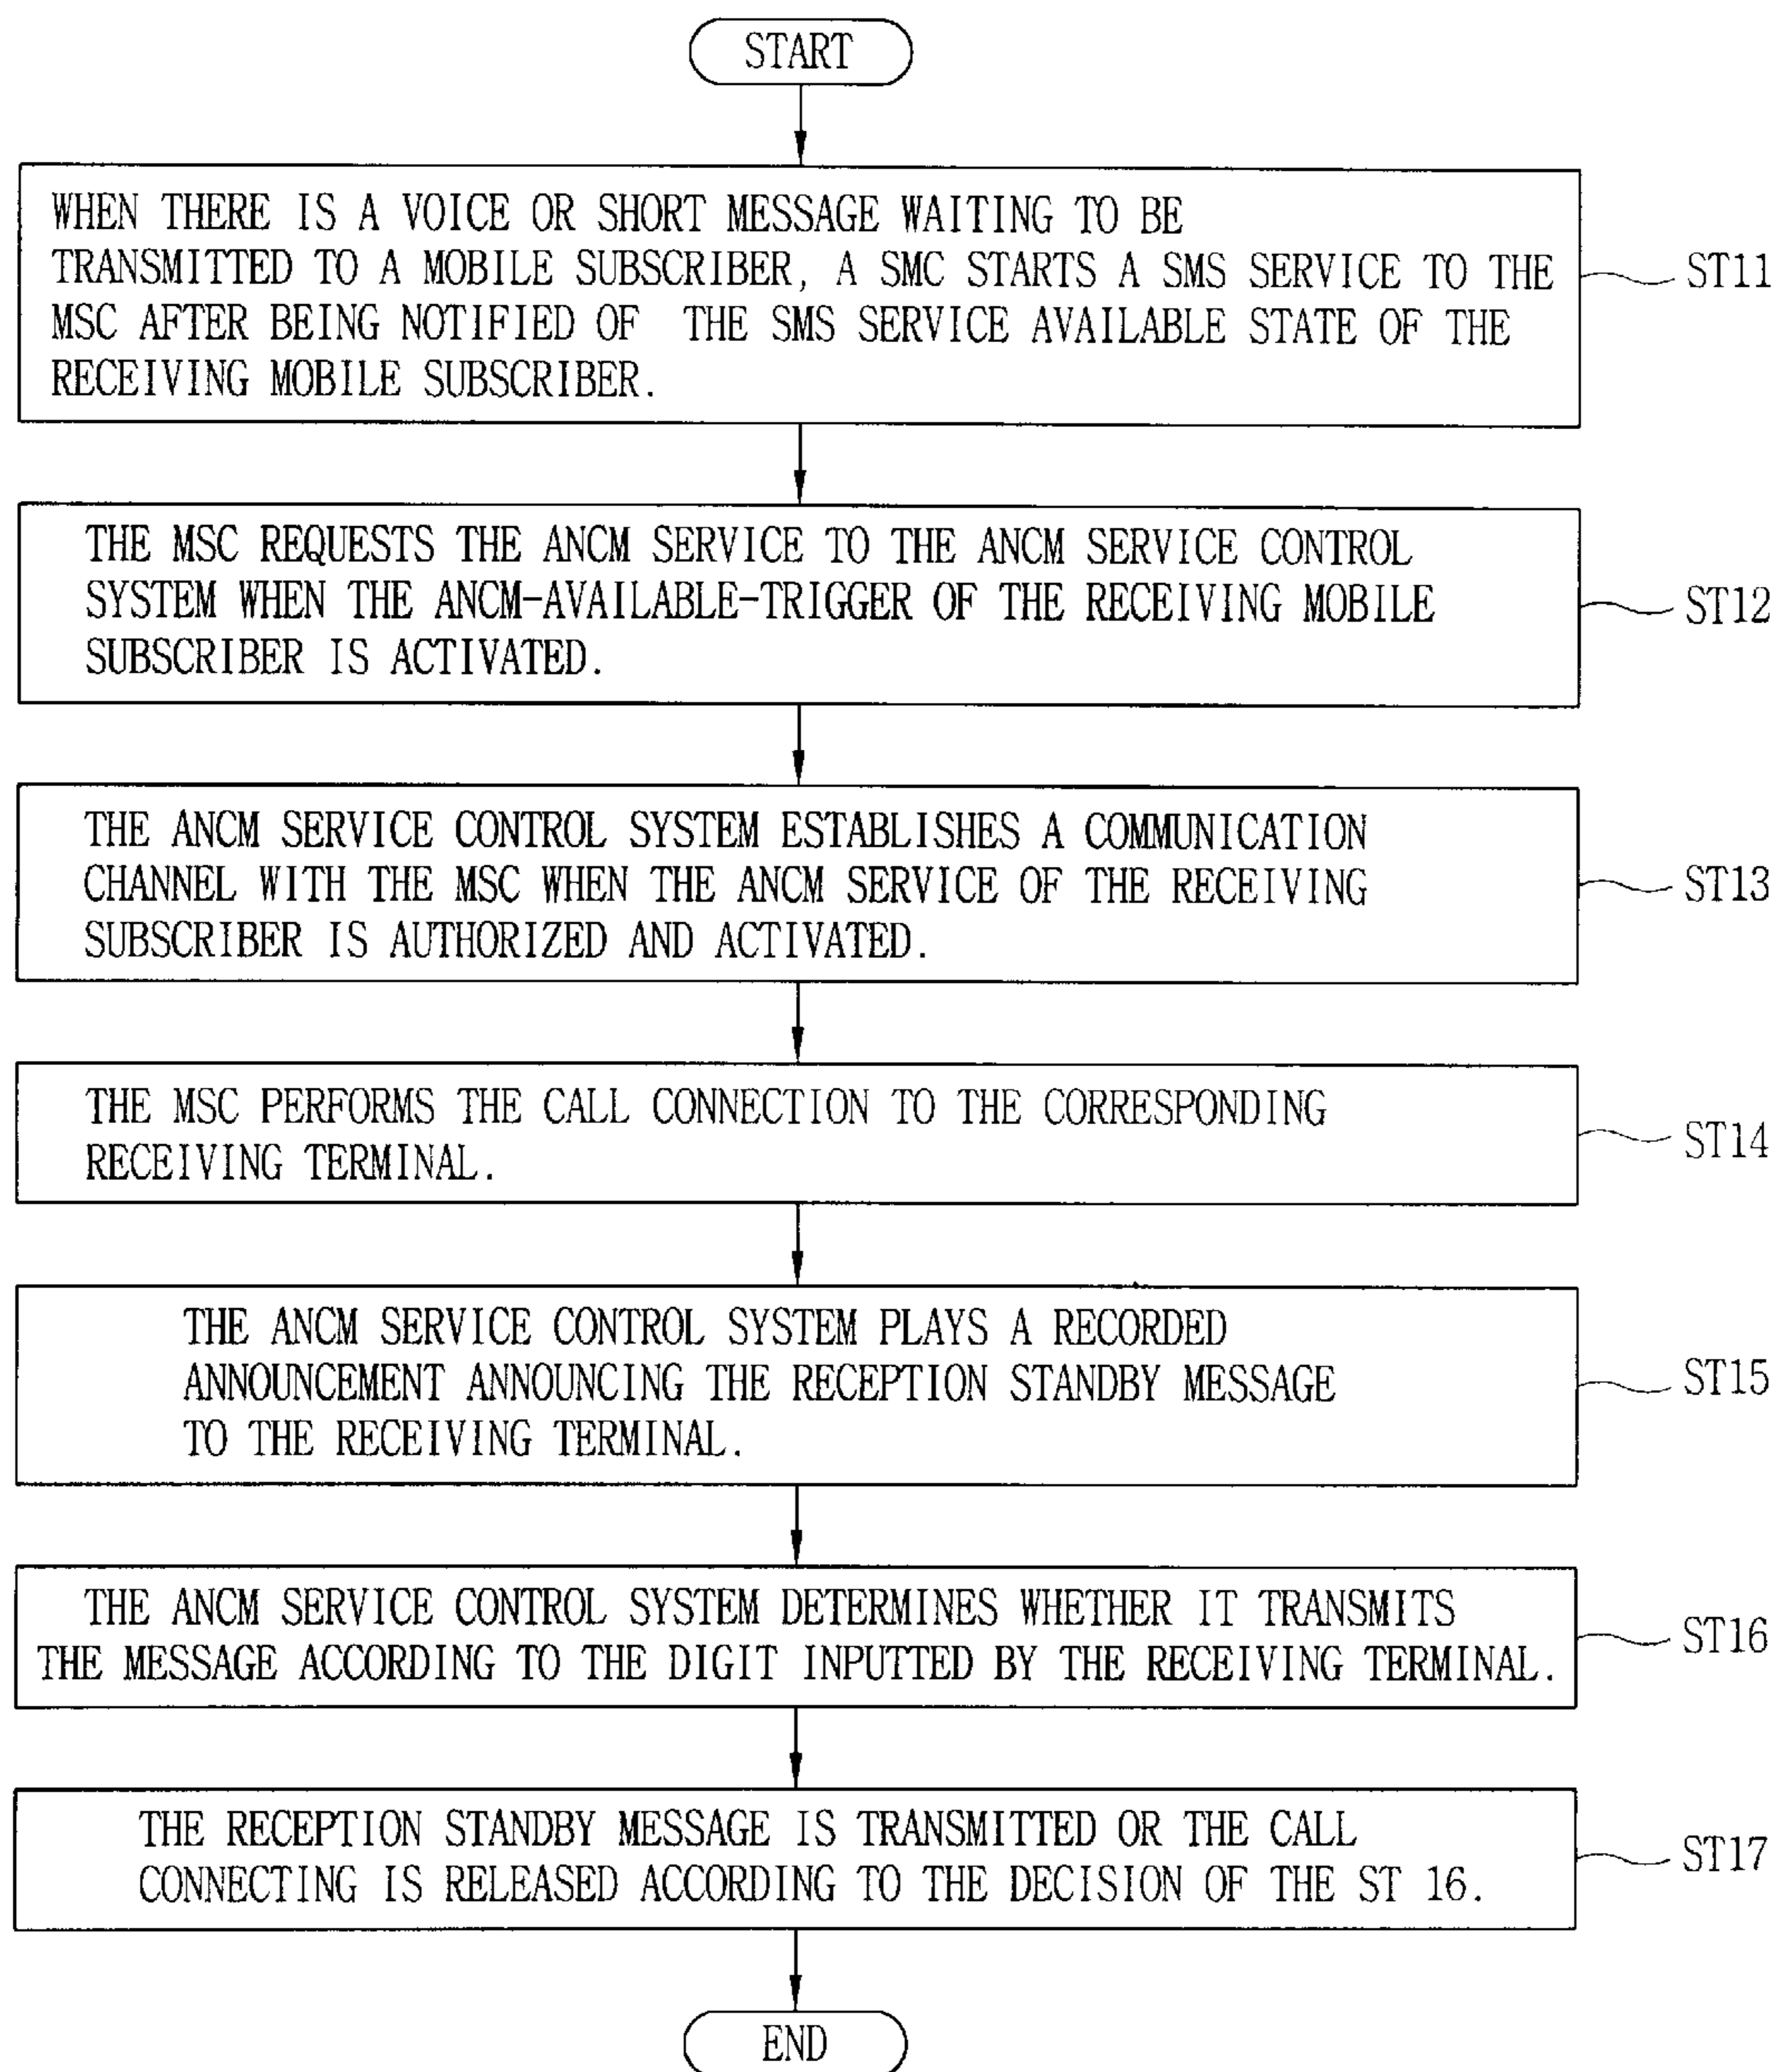 START
WHEN THERE IS A VOICE OR SHORT MESSAGE WAITING TO BE
TRANSMITTED TO A MOBILE SUBSCRIBER, A SMC STARTS A SMS SERVICE TO THE
MSC AFTER BEING NOTIFIED OF THE SMS SERVICE AVAILABLE STATE OF THE
RECEIVING MOBILE SUBSCRIBER.
ST11
THE MSC REQUESTS THE ANCM SERVICE TO THE ANCM SERVICE CONTROL
SYSTEM WHEN THE ANCM-AVAILABLE-TRIGGER OF THE RECEIVING MOBILE
SUBSCRIBER IS ACTIVATED.
ST12
THE ANCM SERVICE CONTROL SYSTEM ESTABLISHES A COMMUNICATION
CHANNEL WITH THE MSC WHEN THE ANCM SERVICE OF THE RECEIVING
SUBSCRIBER IS AUTHORIZED AND ACTIVATED.
ST13
THE MSC PERFORMS THE CALL CONNECTION TO THE CORRESPONDING
RECEIVING TERMINAL.
ST14
THE ANCM SERVICE CONTROL SYSTEM PLAYS A RECORDED
ANNOUNCEMENT ANNOUNCING THE RECEPTION STANDBY MESSAGE
TO THE RECEIVING TERMINAL.
ST15
THE ANCM SERVICE CONTROL SYSTEM DETERMINES WHETHER IT TRANSMITS
THE MESSAGE ACCORDING TO THE DIGIT INPUTTED BY THE RECEIVING TERMINAL.
ST16
THE RECEPTION STANDBY MESSAGE IS TRANSMITTED OR THE CALL
CONNECTING IS RELEASED ACCORDING TO THE DECISION OF THE ST 16.
ST17
END